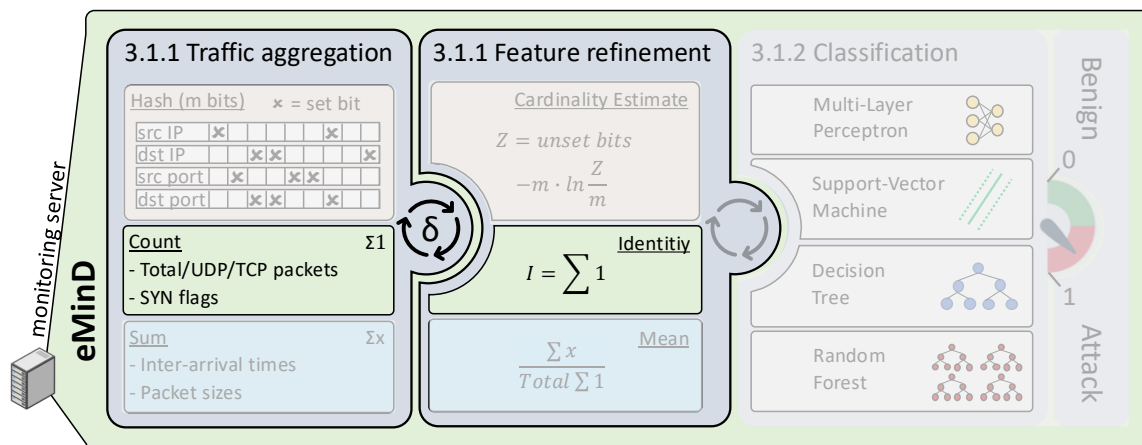 monitoring server
eMinD
3.1.1 Traffic aggregation
Hash (m bits) × = set bit
src IP
dst IP
src port
dst port
Count Σ1
- Total/UDP/TCP packets
- SYN flags
Sum Σx
- Inter-arrival times
- Packet sizes
δ
3.1.1 Feature refinement
Cardinality Estimate
Z = unset bits
−m · ln Z/m
Identitiy
I = ∑ 1
Mean
∑ x / Total ∑ 1
3.1.2 Classification
Multi-Layer
Perceptron
Support-Vector
Machine
Decision
Tree
Random
Forest
Benign
0
1
Attack